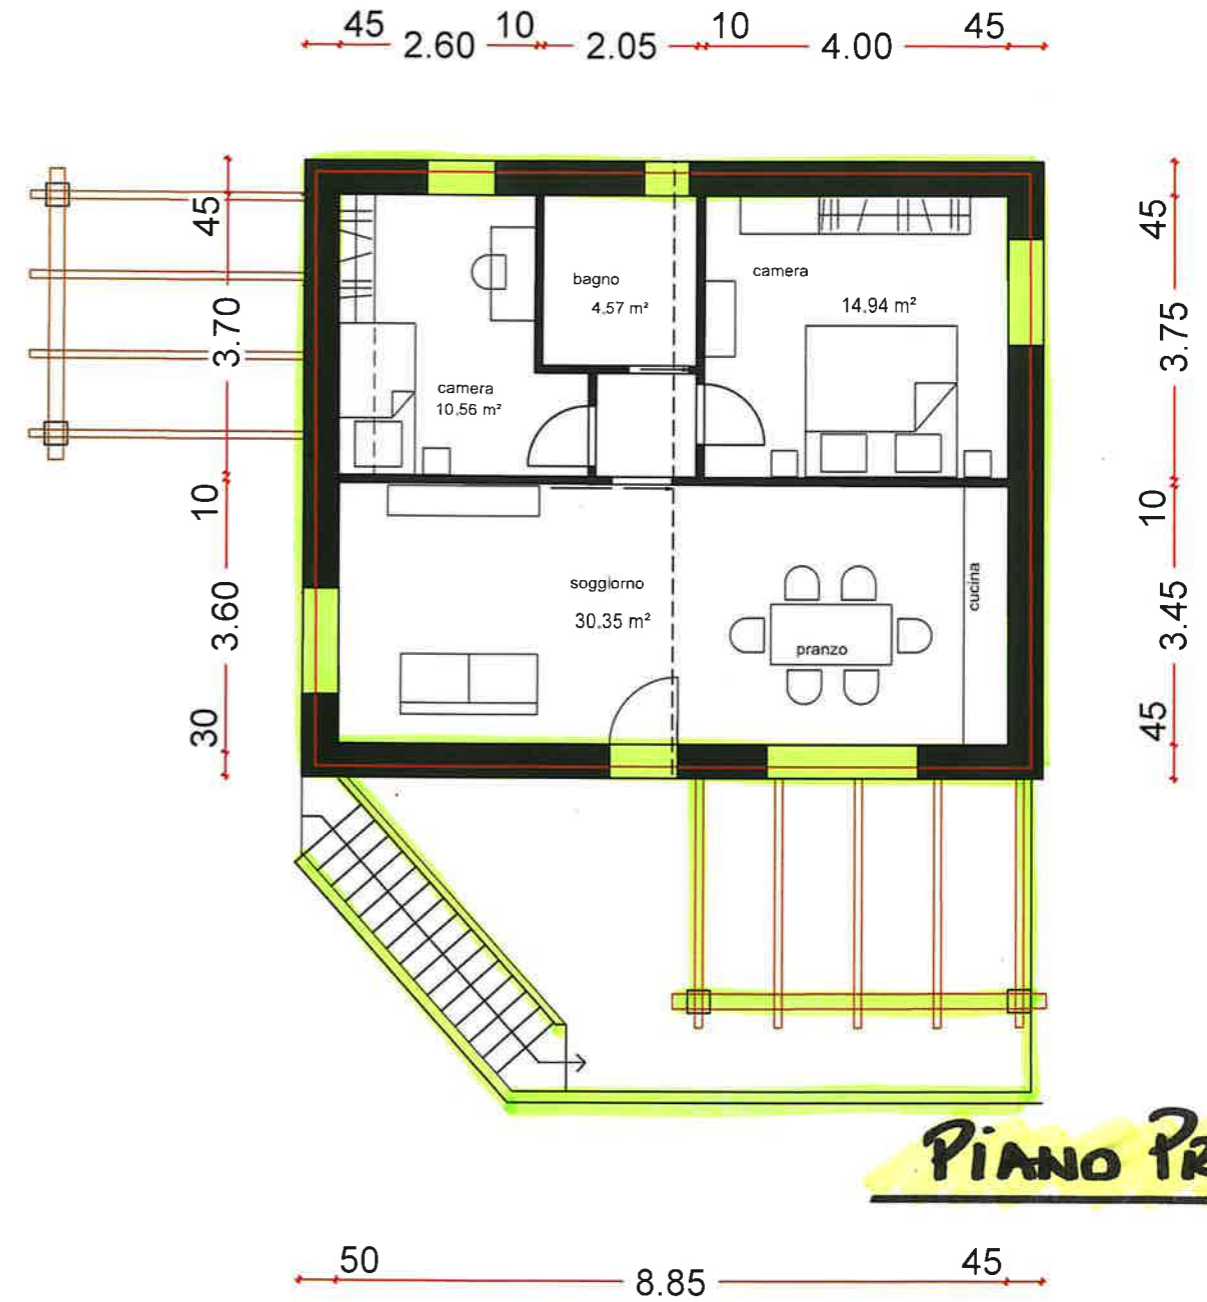 45 2.60 10 2.05 10 4.00 45
45
3.70
10
3.60
30
bagno
4.57 m²
camera
14.94 m²
camera
10.56 m²
soggiorno
30.35 m²
pranzo
cucina
45
3.75
10
3.45
45
PIANO PR
50 8.85 45